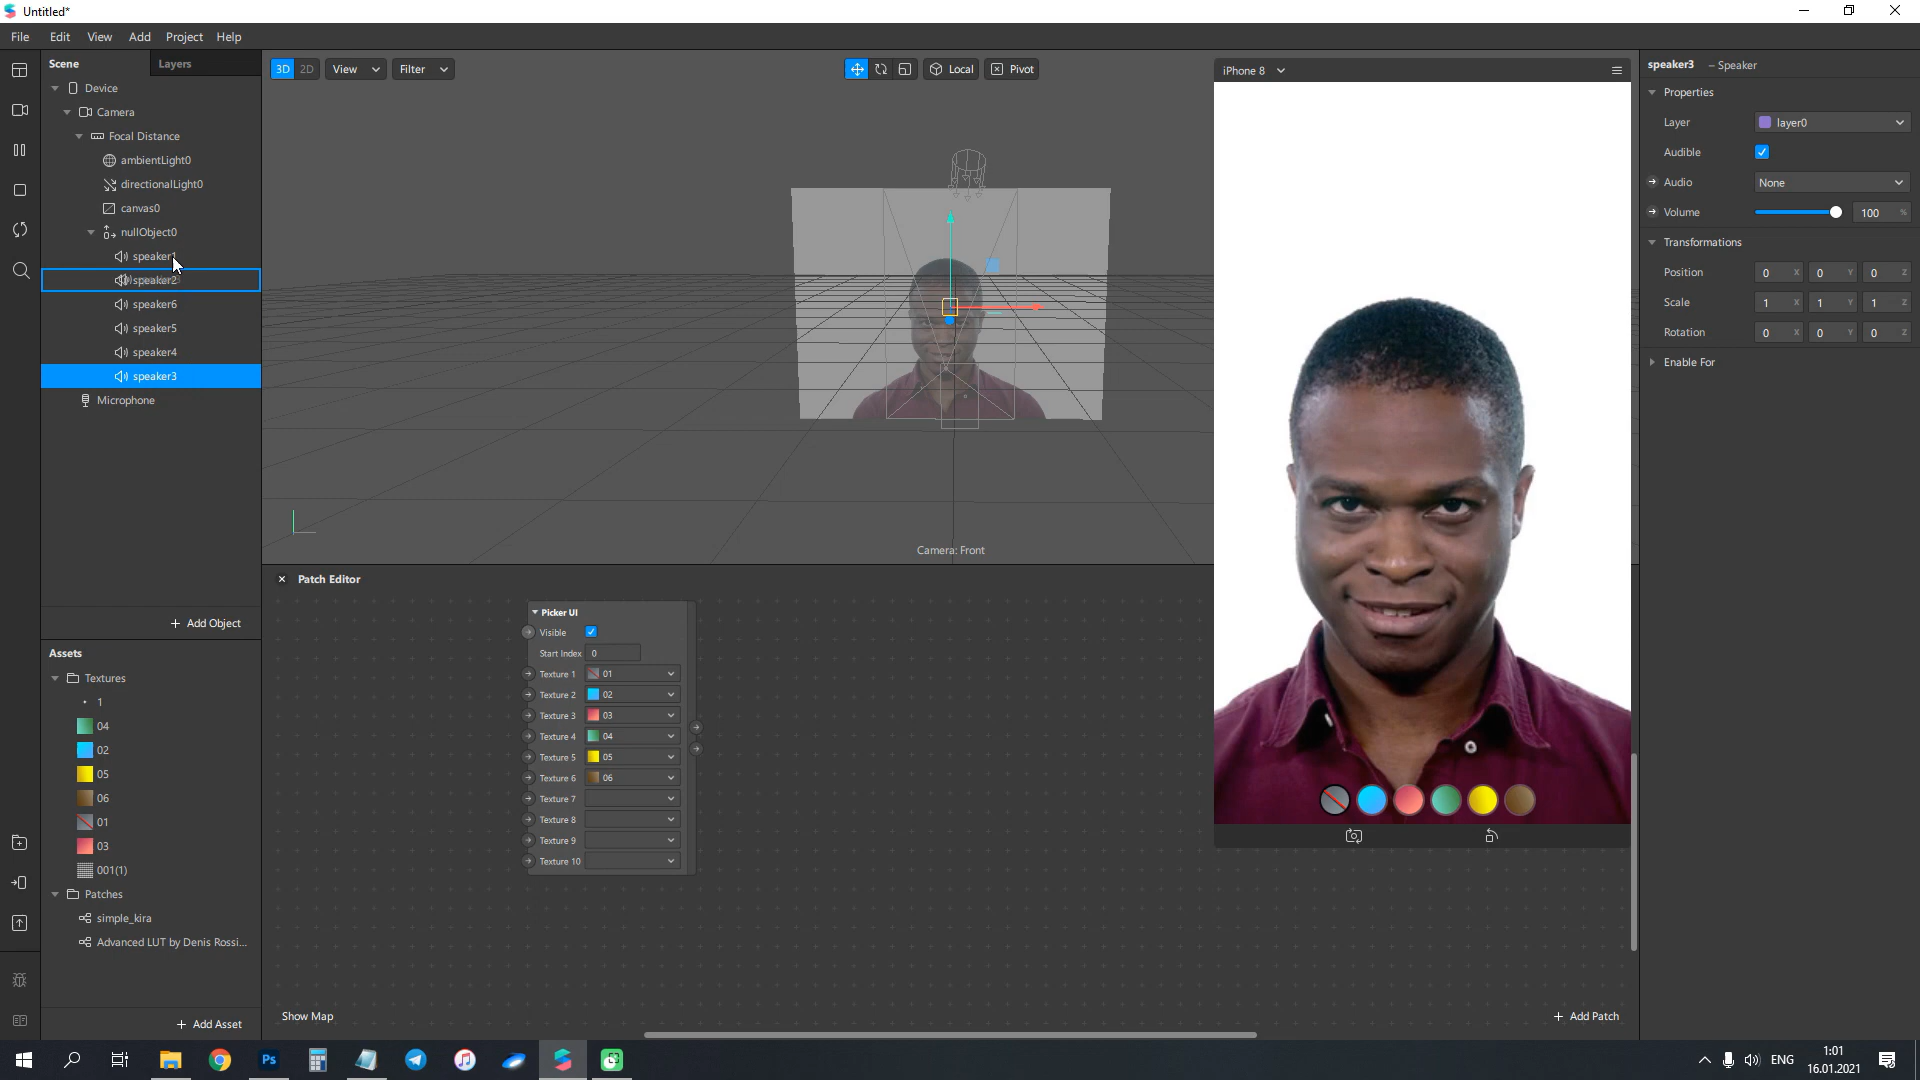 Untitled*
File Edit View Add Project Help
Scene Layers
Device
Camera
Focal Distance
ambientLight0
directionalLight0
canvas0
nullObject0
speaker1
speaker2
speaker6
speaker5
speaker4
speaker3
Microphone
+ Add Object
Assets
Textures
1
04
02
05
06
01
03
001(1)
Patches
simple_kira
Advanced LUT by Denis Rossi...
+ Add Asset
3D 2D View Filter Local Pivot
Camera: Front
iPhone 8
Patch Editor
Picker UI
Visible
Start Index 0
Texture 1 01
Texture 2 02
Texture 3 03
Texture 4 04
Texture 5 05
Texture 6 06
Texture 7
Texture 8
Texture 9
Texture 10
Show Map
+ Add Patch
speaker3 – Speaker
Properties
Layer layer0
Audible
Audio None
Volume 100 %
Transformations
Position 0 X 0 Y 0 Z
Scale 1 X 1 Y 1 Z
Rotation 0 X 0 Y 0 Z
Enable For
Ps
ENG
1:01
16.01.2021